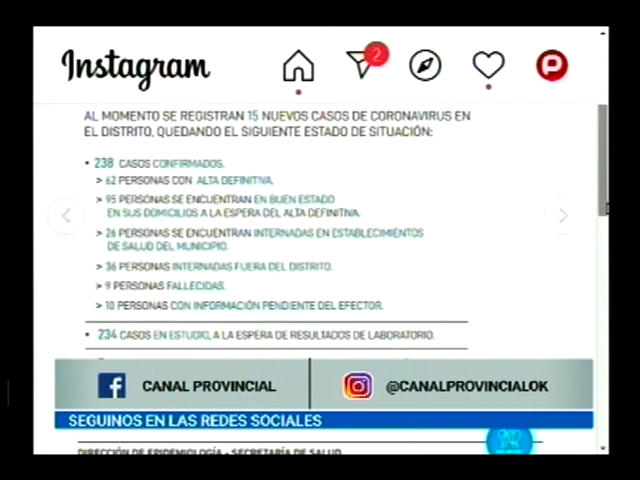 Instagram
2
P
AL MOMENTO SE REGISTRAN 15 NUEVOS CASOS DE CORONAVIRUS EN
EL DISTRITO, QUEDANDO EL SIGUIENTE ESTADO DE SITUACIÓN:
• 238 CASOS CONFIRMADOS.
> 62 PERSONAS CON ALTA DEFINITIVA.
> 95 PERSONAS SE ENCUENTRAN EN BUEN ESTADO
EN SUS DOMICILIOS A LA ESPERA DEL ALTA DEFINITIVA.
> 26 PERSONAS SE ENCUENTRAN INTERNADAS EN ESTABLECIMIENTOS
DE SALUD DEL MUNICIPIO.
> 36 PERSONAS INTERNADAS FUERA DEL DISTRITO.
> 9 PERSONAS FALLECIDAS.
> 10 PERSONAS CON INFORMACIÓN PENDIENTE DEL EFECTOR.
• 234 CASOS EN ESTUDIO, A LA ESPERA DE RESULTADOS DE LABORATORIO.
CANAL PROVINCIAL
@CANALPROVINCIALOK
SEGUINOS EN LAS REDES SOCIALES
DIRECCIÓN DE EPIDEMIOLOGÍA - SECRETARÍA DE SALUD